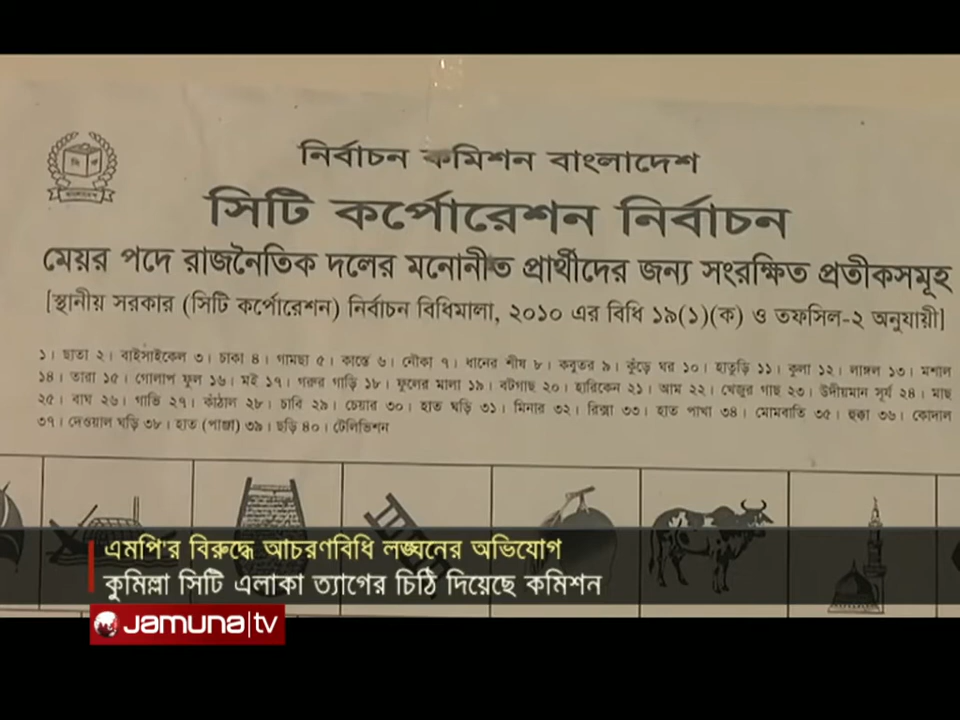 নির্বাচন কমিশন বাংলাদেশ
সিটি কর্পোরেশন নির্বাচন
মেয়র পদে রাজনৈতিক দলের মনোনীত প্রার্থীদের জন্য সংরক্ষিত প্রতীকসমূহ
[স্থানীয় সরকার (সিটি কর্পোরেশন) নির্বাচন বিধিমালা, ২০১০ এর বিধি ১৯(১)(ক) ও তফসিল-২ অনুযায়ী]
১। ছাতা ২। বাইসাইকেল ৩। চাকা ৪। গামছা ৫। কাস্তে ৬। নৌকা ৭। ধানের শীষ ৮। কবুতর ৯। কুঁড়ে ঘর ১০। হাতুড়ি ১১। কুলা ১২। লাঙ্গল ১৩। মশাল
১৪। তারা ১৫। গোলাপ ফুল ১৬। মই ১৭। গরুর গাড়ি ১৮। ফুলের মালা ১৯। বটগাছ ২০। হারিকেন ২১। আম ২২। খেজুর গাছ ২৩। উদীয়মান সূর্য ২৪। মাছ
২৫। বাঘ ২৬। গাভি ২৭। কাঁঠাল ২৮। চাবি ২৯। চেয়ার ৩০। হাত ঘড়ি ৩১। মিনার ৩২। রিক্সা ৩৩। হাত পাখা ৩৪। মোমবাতি ৩৫। হুক্কা ৩৬। কোদাল
৩৭। দেওয়াল ঘড়ি ৩৮। হাত (পাঞ্জা) ৩৯। ছড়ি ৪০। টেলিভিশন
এমপি'র বিরুদ্ধে আচরণবিধি লঙ্ঘনের অভিযোগ
কুমিল্লা সিটি এলাকা ত্যাগের চিঠি দিয়েছে কমিশন
Jamuna|tv